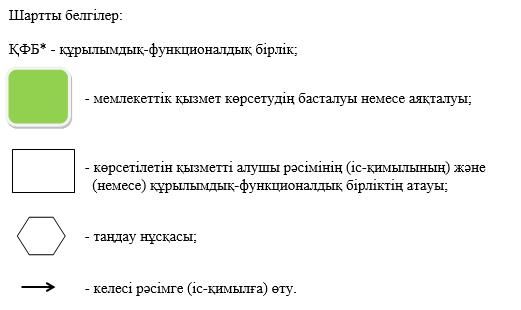 Шартты белгілер:
ҚФБ* - құрылымдық-функционалдық бірлік;
- мемлекеттік қызмет көрсетудің басталуы немесе аяқталуы;
- көрсетілетін қызметті алушы рәсімінің (іс-қимылының) және
(немесе) құрылымдық-функционалдық бірліктің атауы;
- таңдау нұсқасы;
- келесі рәсімге (іс-қимылға) өту.